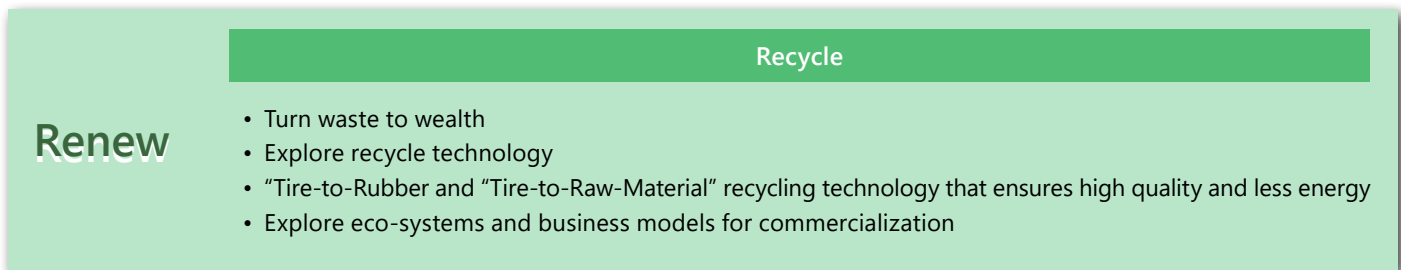 Recycle
Renew
• Turn waste to wealth
• Explore recycle technology
• “Tire-to-Rubber and “Tire-to-Raw-Material” recycling technology that ensures high quality and less energy
• Explore eco-systems and business models for commercialization